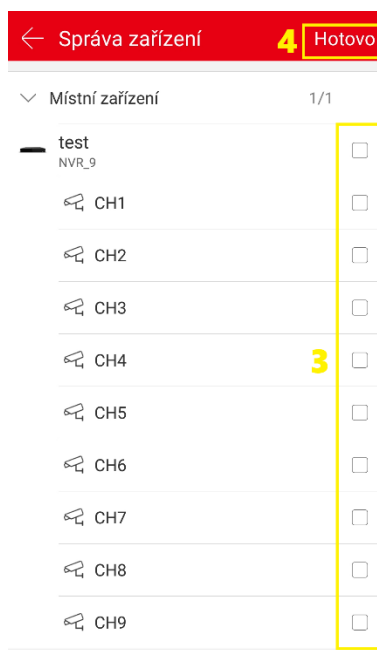 Správa zařízení
4 Hotovo
Místní zařízení 1/1
test
NVR_9
CH1
CH2
CH3
CH4
3
CH5
CH6
CH7
CH8
CH9